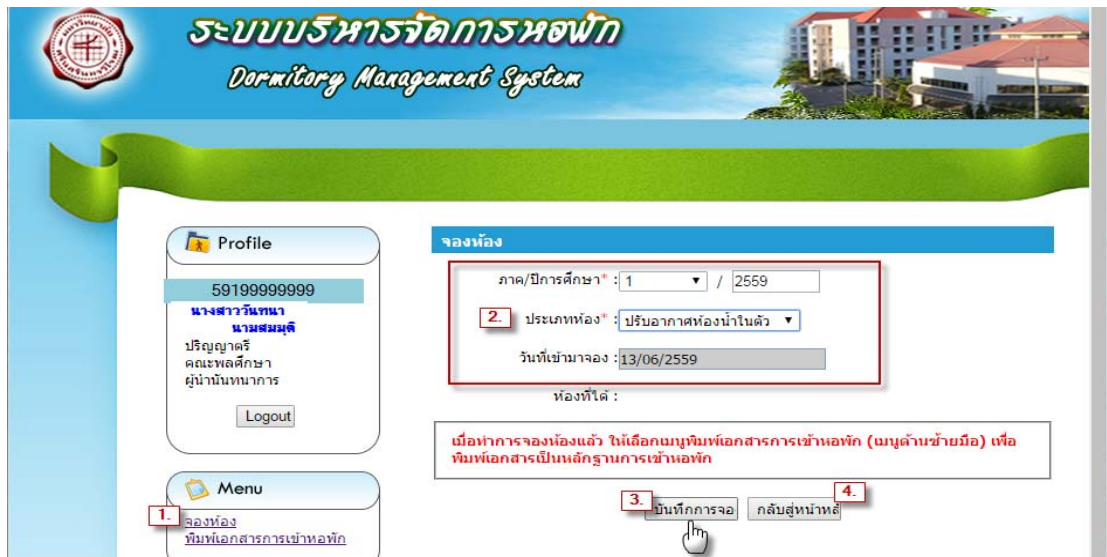 ระบบบริหารจัดการหอพัก
Dormitory Management System
Profile
59199999999
นางสาววันทนา
นามสมมุติ
ปริญญาตรี
คณะพลศึกษา
ผู้นำนันทนาการ
Logout
Menu
1.
จองห้อง
พิมพ์เอกสารการเข้าหอพัก
จองห้อง
ภาค/ปีการศึกษา* : 1 / 2559
2. ประเภทห้อง* : ปรับอากาศห้องน้ำในตัว
วันที่เข้ามาจอง : 13/06/2559
ห้องที่ได้ :
เมื่อทำการจองห้องแล้ว ให้เลือกเมนูพิมพ์เอกสารการเข้าหอพัก (เมนูด้านซ้ายมือ) เพื่อ
พิมพ์เอกสารเป็นหลักฐานการเข้าหอพัก
3. บันทึกการจอ กลับสู่หน้าหลั 4.